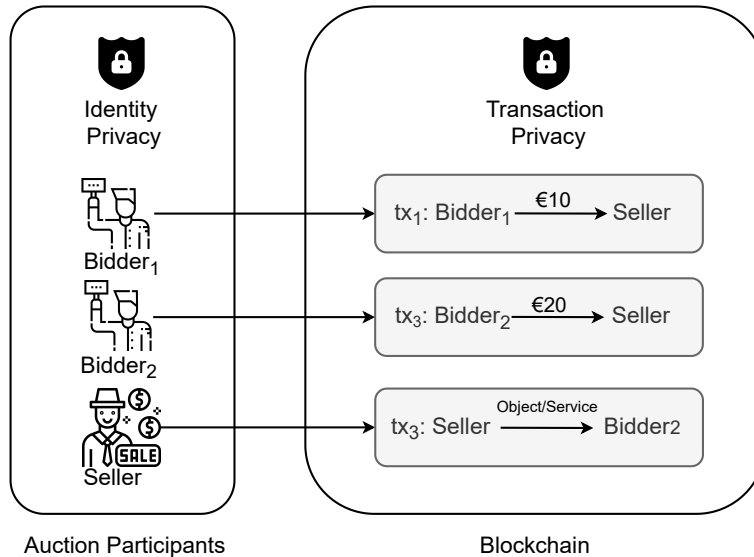 Identity
Privacy
Transaction
Privacy
€10
tx₁: Bidder₁ Seller
Bidder₁
€20
tx₃: Bidder₂ Seller
Bidder₂
Object/Service
tx₃: Seller Bidder2
$
$
SALE
Seller
Auction Participants
Blockchain